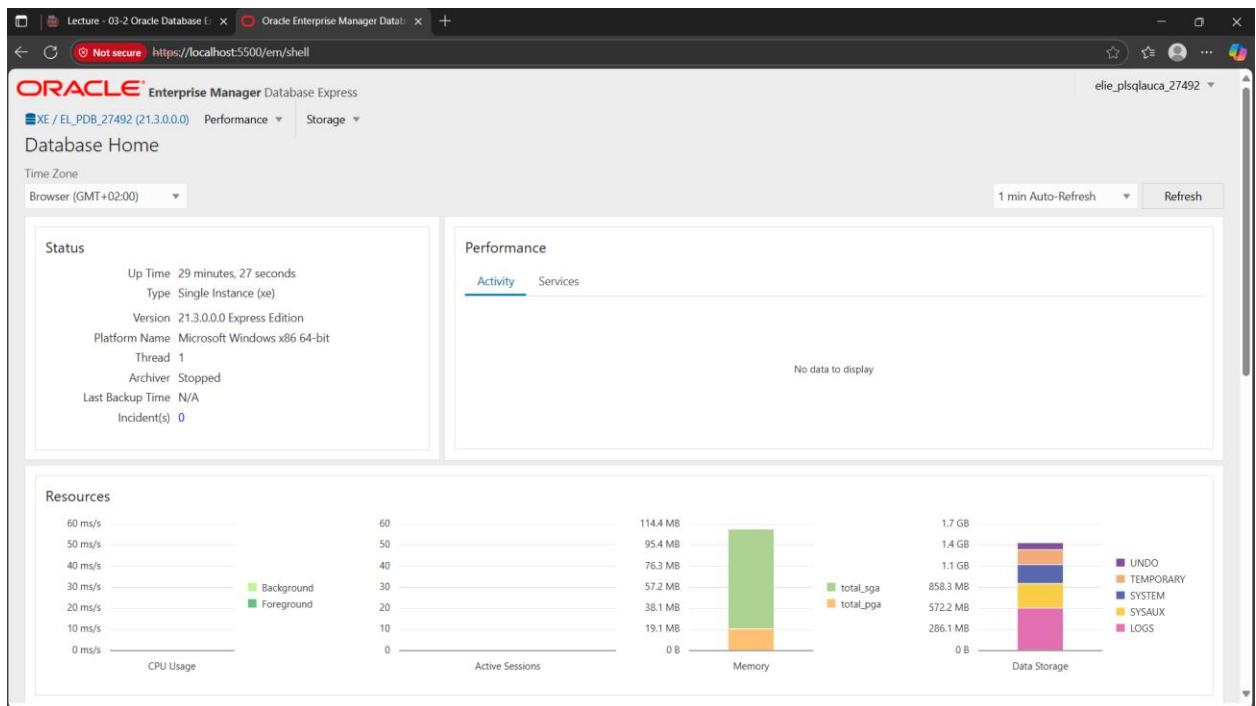 Lecture - 03-2 Oracle Database E
Oracle Enterprise Manager Datab
Not secure https://localhost:5500/em/shell
ORACLE Enterprise Manager Database Express
elie_plsqlauca_27492
XE / EL_PDB_27492 (21.3.0.0.0) Performance Storage
Database Home
Time Zone
Browser (GMT+02:00)
1 min Auto-Refresh Refresh
Status
Up Time 29 minutes, 27 seconds
Type Single Instance (xe)
Version 21.3.0.0.0 Express Edition
Platform Name Microsoft Windows x86 64-bit
Thread 1
Archiver Stopped
Last Backup Time N/A
Incident(s) 0
Performance
Activity Services
No data to display
Resources
60 ms/s
50 ms/s
40 ms/s
30 ms/s
20 ms/s
10 ms/s
0 ms/s
Background
Foreground
CPU Usage
60
50
40
30
20
10
0
Active Sessions
114.4 MB
95.4 MB
76.3 MB
57.2 MB
38.1 MB
19.1 MB
0 B
total_sga
total_pga
Memory
1.7 GB
1.4 GB
1.1 GB
858.3 MB
572.2 MB
286.1 MB
0 B
UNDO
TEMPORARY
SYSTEM
SYSAUX
LOGS
Data Storage